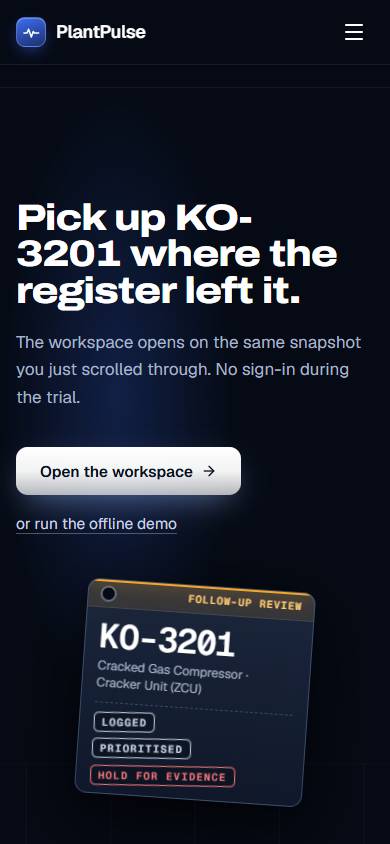 PlantPulse
Pick up KO-
3201 where the
register left it.
The workspace opens on the same snapshot
you just scrolled through. No sign-in during
the trial.
Open the workspace →
or run the offline demo
FOLLOW-UP REVIEW
KO-3201
Cracked Gas Compressor ·
Cracker Unit (ZCU)
LOGGED
PRIORITISED
HOLD FOR EVIDENCE